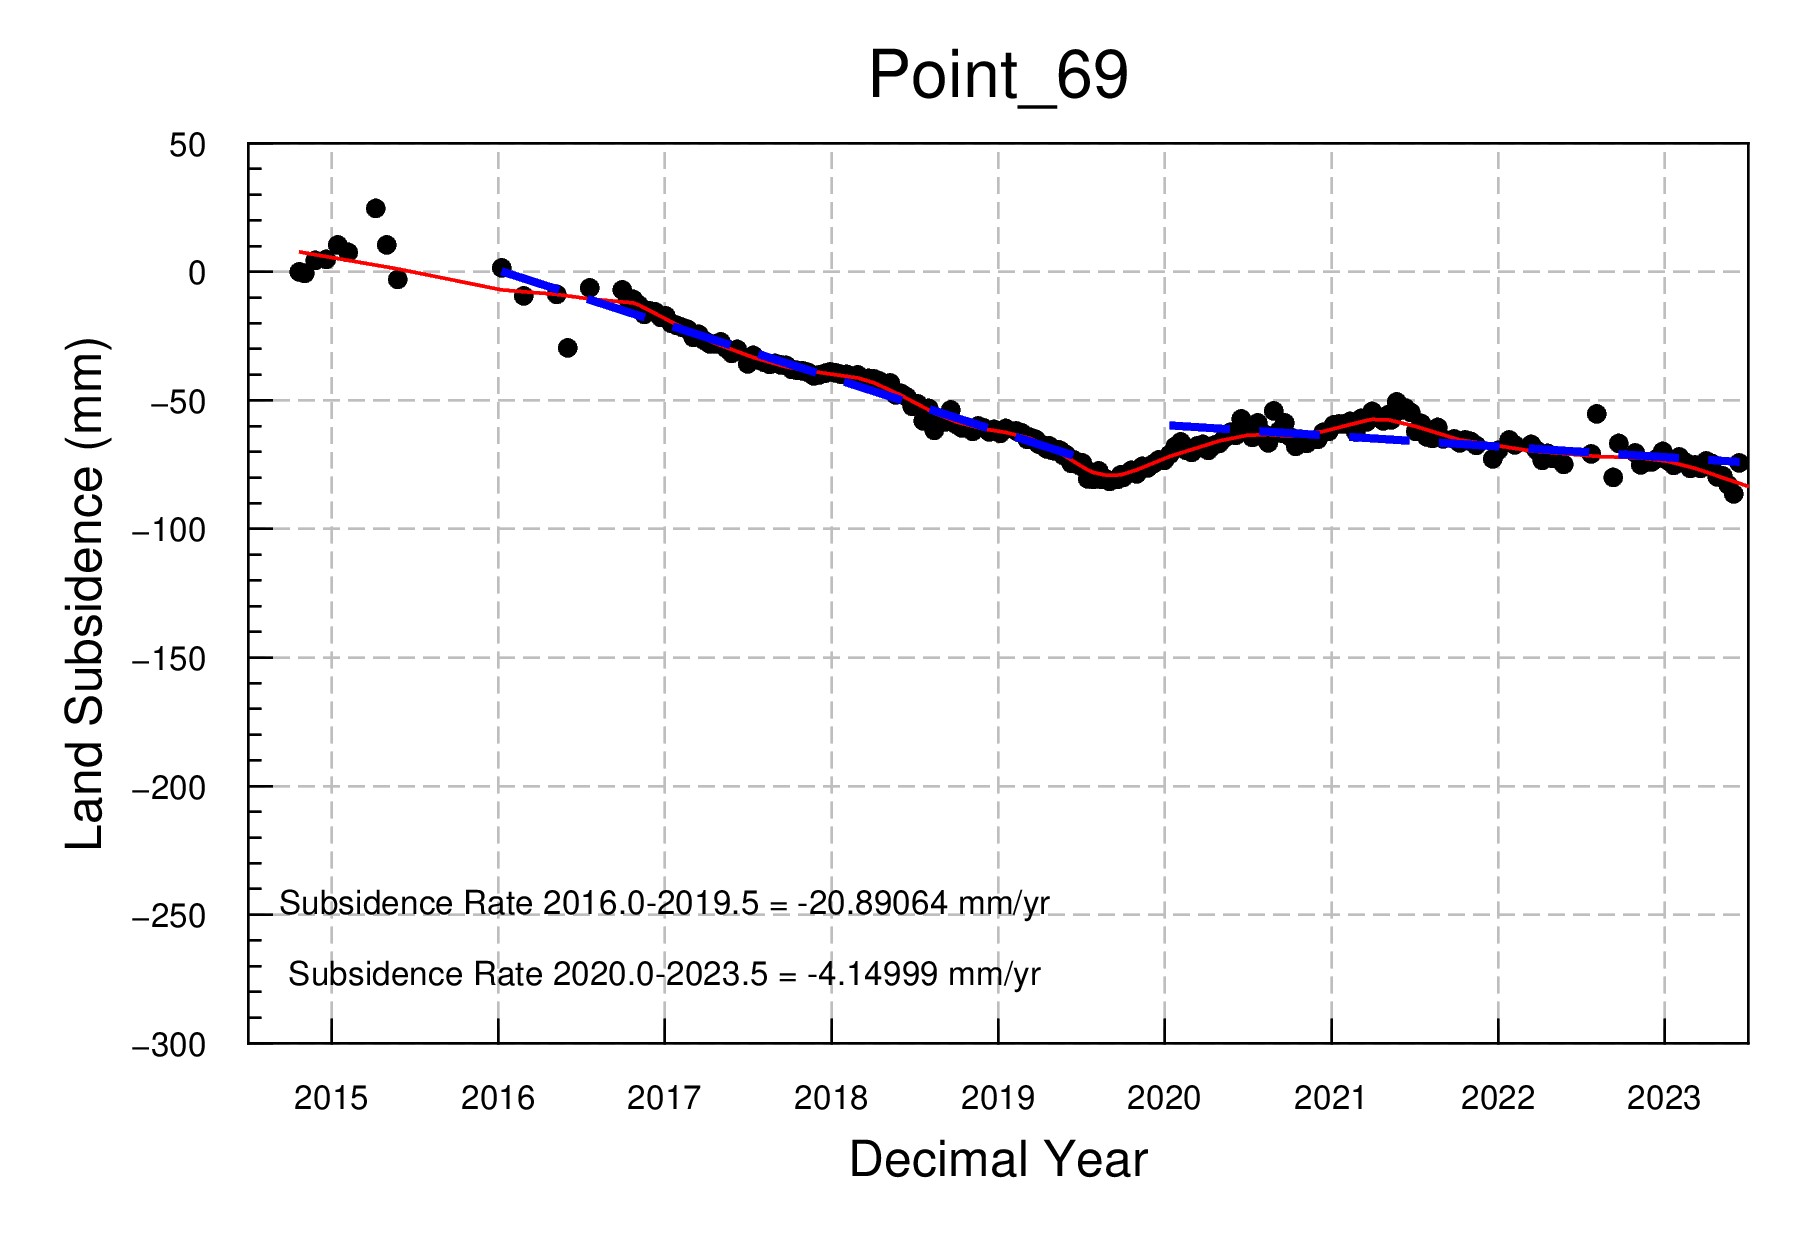 Point_69
50
0
−50
−100
−150
−200
−250
−300
Land Subsidence (mm)
Subsidence Rate 2016.0-2019.5 = -20.89064 mm/yr
Subsidence Rate 2020.0-2023.5 = -4.14999 mm/yr
2015 2016 2017 2018 2019 2020 2021 2022 2023
Decimal Year